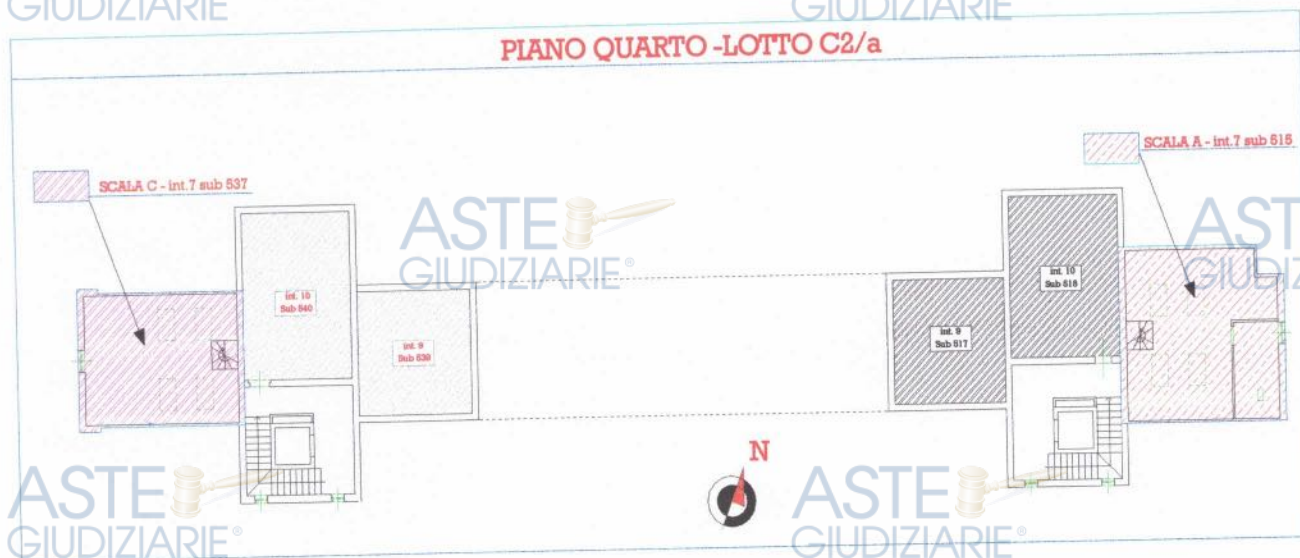 GIUDIZIARIE
GIUDIZIARIE
PIANO QUARTO -LOTTO C2/a
SCALA A - int.7 sub 515
SCALA C - int.7 sub 537
ASTE
GIUDIZIARIE®
AST
GIUDIZ
int. 10
Sub 540
int. 10
Sub 518
int. 9
Sub 539
int. 9
Sub 517
N
ASTE
GIUDIZIARIE®
ASTE
GIUDIZIARIE®